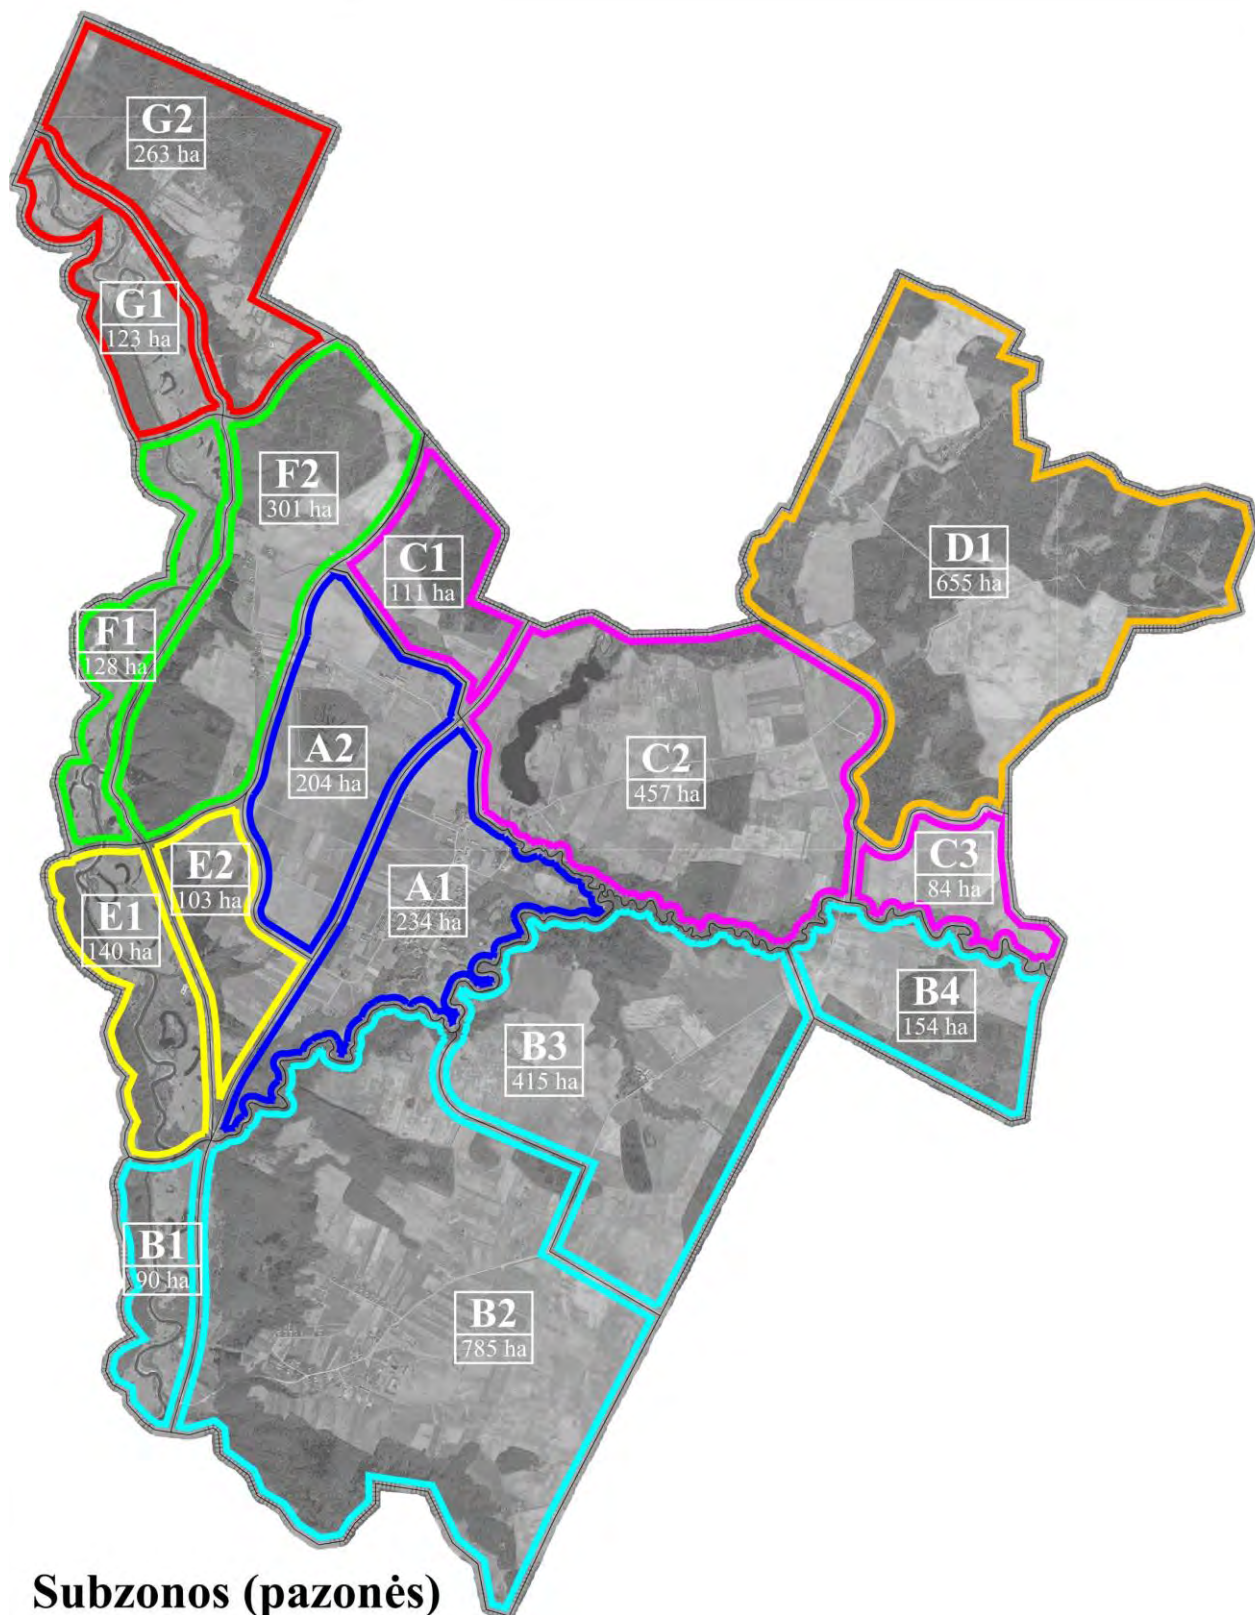 G2
263 ha
G1
123 ha
F2
301 ha
C1
111 ha
D1
655 ha
F1
128 ha
A2
204 ha
C2
457 ha
E2
103 ha
A1
234 ha
C3
84 ha
E1
140 ha
B4
154 ha
B3
415 ha
B1
90 ha
B2
785 ha
Subzonos (pazonės)